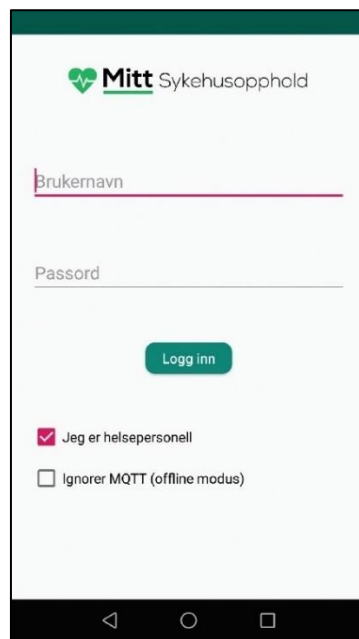 Mitt Sykehusopphold
Brukernavn
Passord
Logg inn
Jeg er helsepersonell
Ignorer MQTT (offline modus)